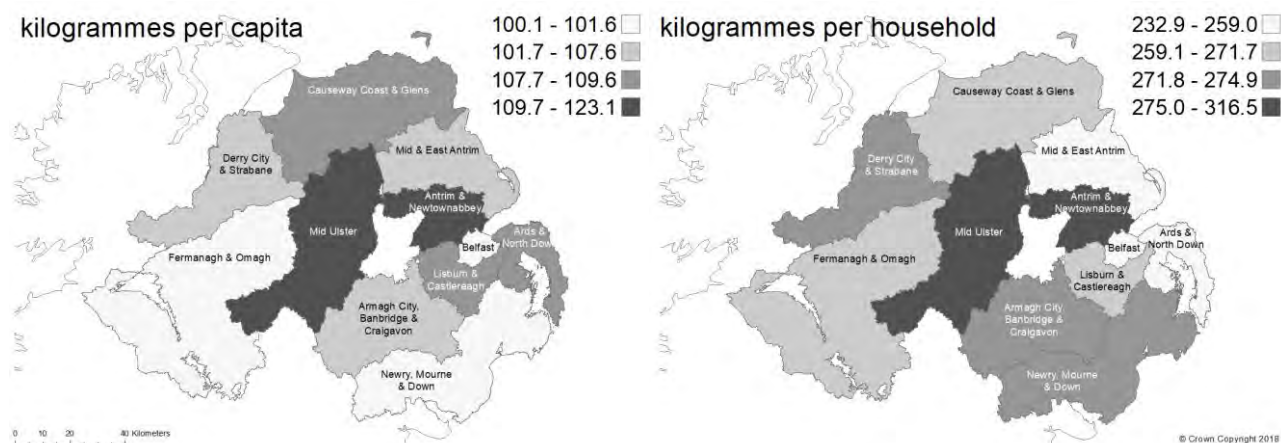 kilogrammes per capita
100.1 - 101.6
101.7 - 107.6
107.7 - 109.6
109.7 - 123.1
Causeway Coast & Glens
Derry City
& Strabane
Mid & East Antrim
Antrim &
Newtownabbey
Mid Ulster
Belfast
Ards &
North Down
Fermanagh & Omagh
Lisburn &
Castlereagh
Armagh City,
Banbridge &
Craigavon
Newry, Mourne
& Down
0 10 20 40 Kilometers
kilogrammes per household
232.9 - 259.0
259.1 - 271.7
271.8 - 274.9
275.0 - 316.5
Causeway Coast & Glens
Derry City
& Strabane
Mid & East Antrim
Antrim &
Newtownabbey
Mid Ulster
Belfast
Ards &
North Down
Fermanagh & Omagh
Lisburn &
Castlereagh
Armagh City,
Banbridge &
Craigavon
Newry, Mourne
& Down
© Crown Copyright 2018